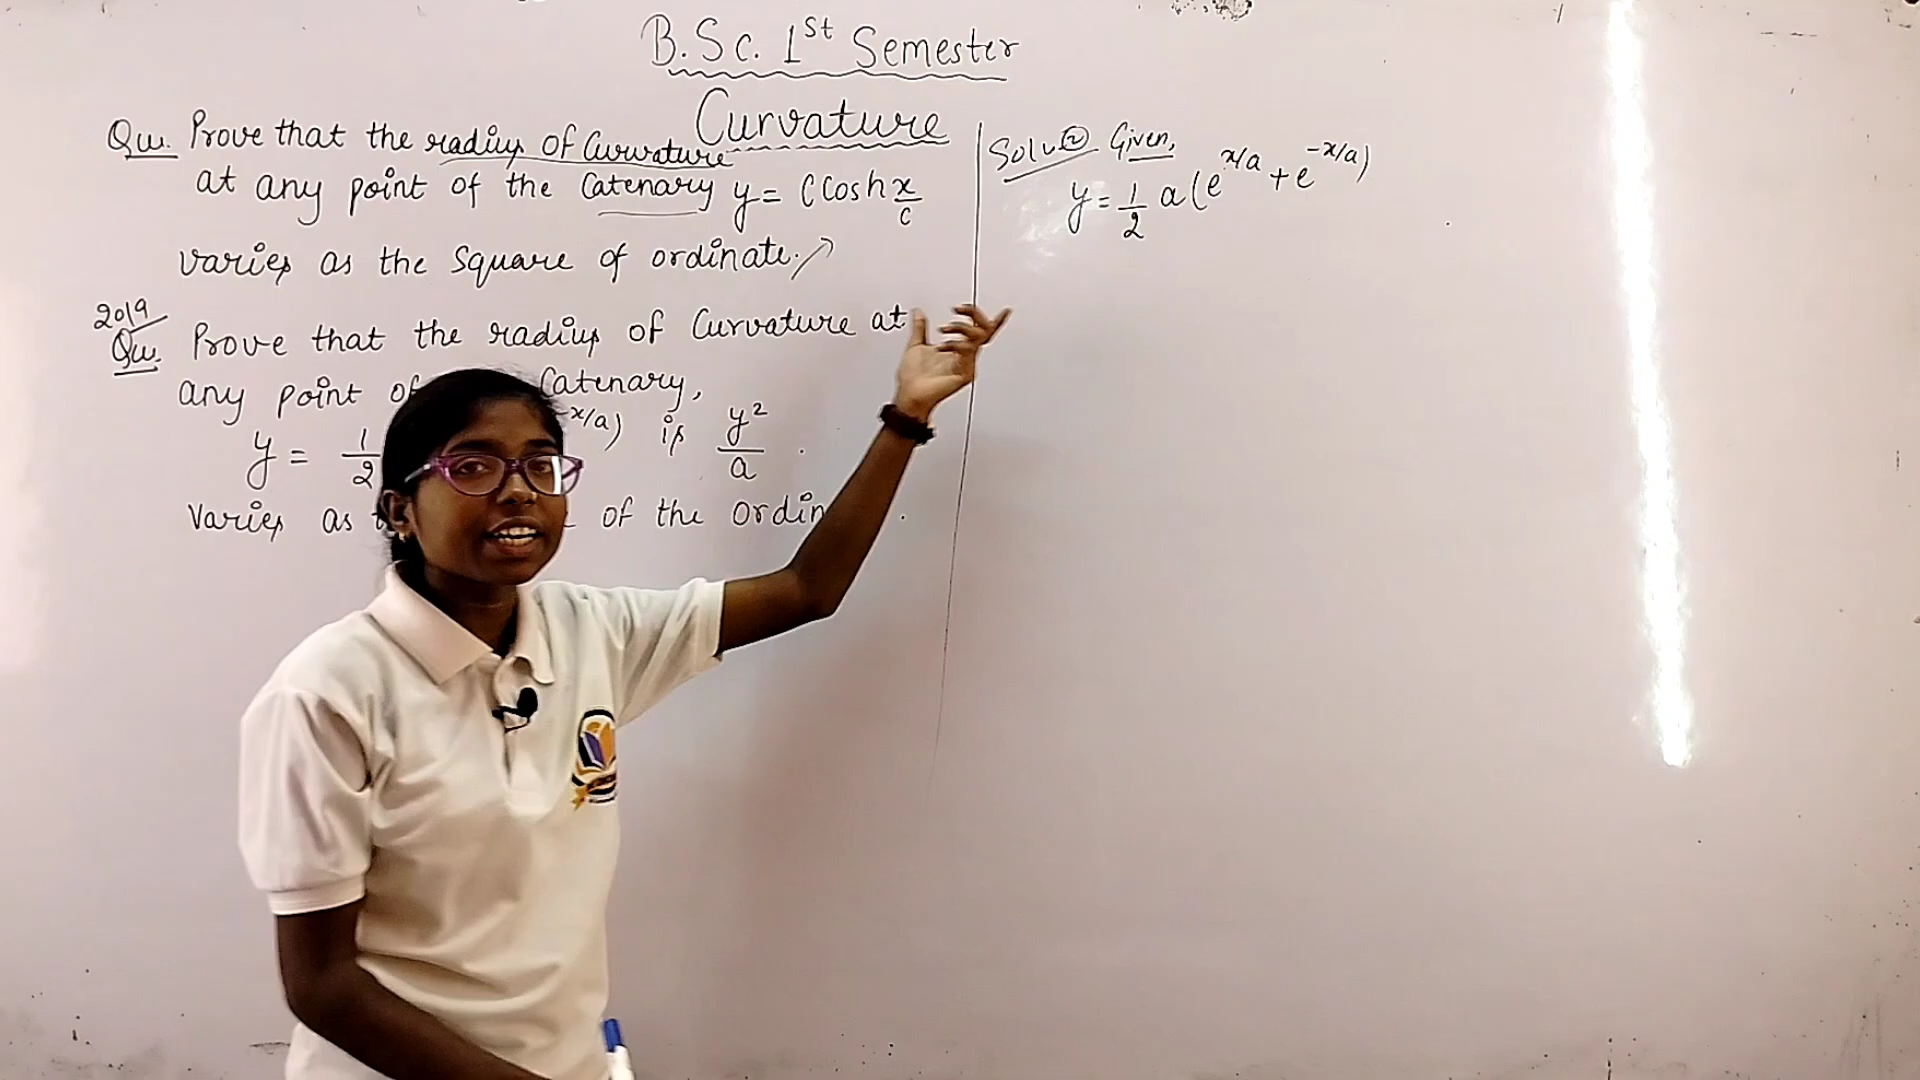 B.Sc. 1st Semester
Curvature
Qu. Prove that the radius of Curvature
at any point of the Catenary y = C Cosh x/c
varies as the square of ordinate.
2019
Qu. Prove that the radius of Curvature at
any point of Catenary,
y = 1/2 -x/a) is y²/a .
Varies as of the Ordin
Solu② Given,
y = 1/2 a (e^x/a + e^-x/a)